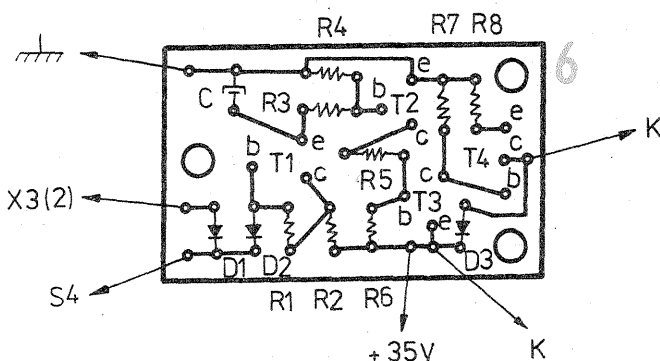 R4 R7 R8
6
C R3 b T2 e
e c e K
b T1 c T4
c R5 c b
X3(2) T3
b e
D1 D2 D3
S4
R1 R2 R6
+35V K